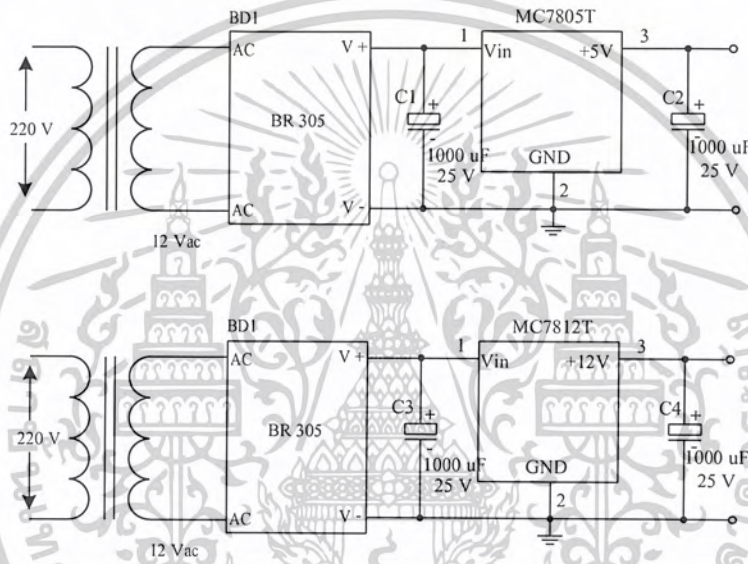 BD1
MC7805T
AC
V +
1
Vin
+5V
3
220 V
BR 305
C1
+
-
1000 uF
25 V
C2
+
-
1000 uF
25 V
GND
2
AC
V -
12 Vac
BD1
MC7812T
AC
V +
1
Vin
+12V
3
220 V
BR 305
C3
+
-
1000 uF
25 V
C4
+
-
1000 uF
25 V
GND
2
AC
V -
12 Vac